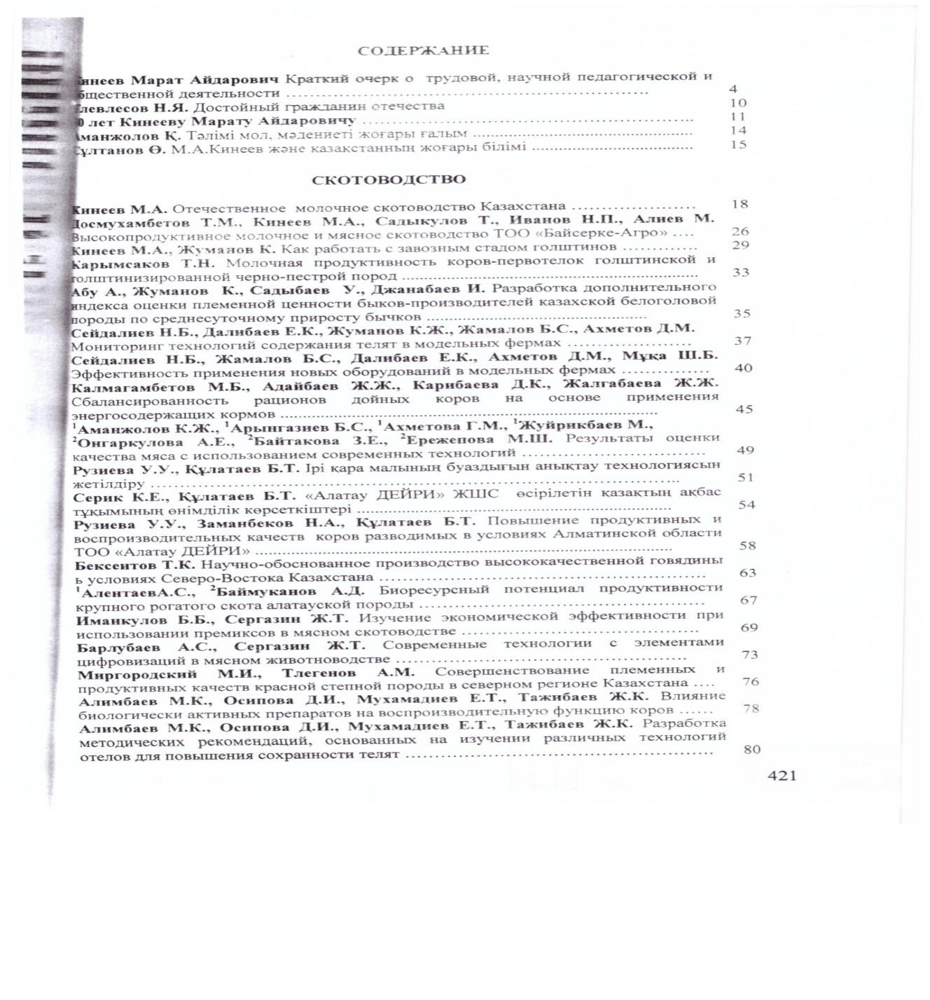 СОДЕРЖАНИЕ
Кинеев Марат Айдарович Краткий очерк о трудовой, научной педагогической и
общественной деятельности ........ 4
Н.Я. Достойный гражданин отечества 10
лет Кинееву Марату Айдаровичу ........ 11
Аманжолов Қ. Тәлімі мол, мәдениеті жоғары ғалым ........ 14
Сұлтанов Ө. М.А.Кинеев және казакстанның жоғары білімі ........ 15
СКОТОВОДСТВО
Кинеев М.А. Отечественное молочное скотоводство Казахстана ........ 18
Досмухамбетов Т.М., Кинеев М.А., Садыкулов Т., Иванов Н.П., Алиев М.
Высокопродуктивное молочное и мясное скотоводство ТОО «Байсерке-Агро» .... 26
Кинеев М.А., Жуманов К. Как работать с завозным стадом голштинов ........ 29
Карымсаков Т.Н. Молочная продуктивность коров-первотелок голштинской и
голштинизированной черно-пестрой пород ........ 33
Абу А., Жуманов К., Садыбаев У., Джанабаев И. Разработка дополнительного
индекса оценки племенной ценности быков-производителей казахской белоголовой
породы по среднесуточному приросту бычков ........ 35
Сейдалиев Н.Б., Далибаев Е.К., Жуманов К.Ж., Жамалов Б.С., Ахметов Д.М.
Мониторинг технологий содержания телят в модельных фермах ........ 37
Сейдалиев Н.Б., Жамалов Б.С., Далибаев Е.К., Ахметов Д.М., Мұқа Ш.Б.
Эффективность применения новых оборудований в модельных фермах ........ 40
Калмагамбетов М.Б., Адайбаев Ж.Ж., Карибаева Д.К., Жалгабаева Ж.Ж.
Сбалансированность рационов дойных коров на основе применения
энергосодержащих кормов ........ 45
¹Аманжолов К.Ж., ¹Арынгазиев Б.С., ¹Ахметова Г.М., ¹Жуйрикбаев М.,
²Онгаркулова А.Е., ²Байтакова З.Е., ²Ережепова М.Ш. Результаты оценки
качества мяса с использованием современных технологий ........ 49
Рузиева У.У., Құлатаев Б.Т. Ірі қара малының буаздығын анықтау технологиясын
жетілдіру ........ 51
Серик К.Е., Құлатаев Б.Т. «Алатау ДЕЙРИ» ЖШС өсірілетін қазақтың ақбас
тұқымының өнімділік көрсеткіштері ........ 54
Рузиева У.У., Заманбеков Н.А., Құлатаев Б.Т. Повышение продуктивных и
воспроизводительных качеств коров разводимых в условиях Алматинской области
ТОО «Алатау ДЕЙРИ» ........ 58
Бексеитов Т.К. Научно-обоснованное производство высококачественной говядины
ь условиях Северо-Востока Казахстана ........ 63
¹АлентаевА.С., ²Баймуканов А.Д. Биоресурсный потенциал продуктивности
крупного рогатого скота алатауской породы ........ 67
Иманкулов Б.Б., Сергазин Ж.Т. Изучение экономической эффективности при
использовании премиксов в мясном скотоводстве ........ 69
Барлубаев А.С., Сергазин Ж.Т. Современные технологии с элементами
цифровизаций в мясном животноводстве ........ 73
Миргородский М.И., Тлегенов А.М. Совершенствование племенных и
продуктивных качеств красной степной породы в северном регионе Казахстана .... 76
Алимбаев М.К., Осипова Д.И., Мухамадиев Е.Т., Тажибаев Ж.К. Влияние
биологически активных препаратов на воспроизводительную функцию коров ...... 78
Алимбаев М.К., Осипова Д.И., Мухамадиев Е.Т., Тажибаев Ж.К. Разработка
методических рекомендаций, основанных на изучении различных технологий
отелов для повышения сохранности телят ........ 80
421